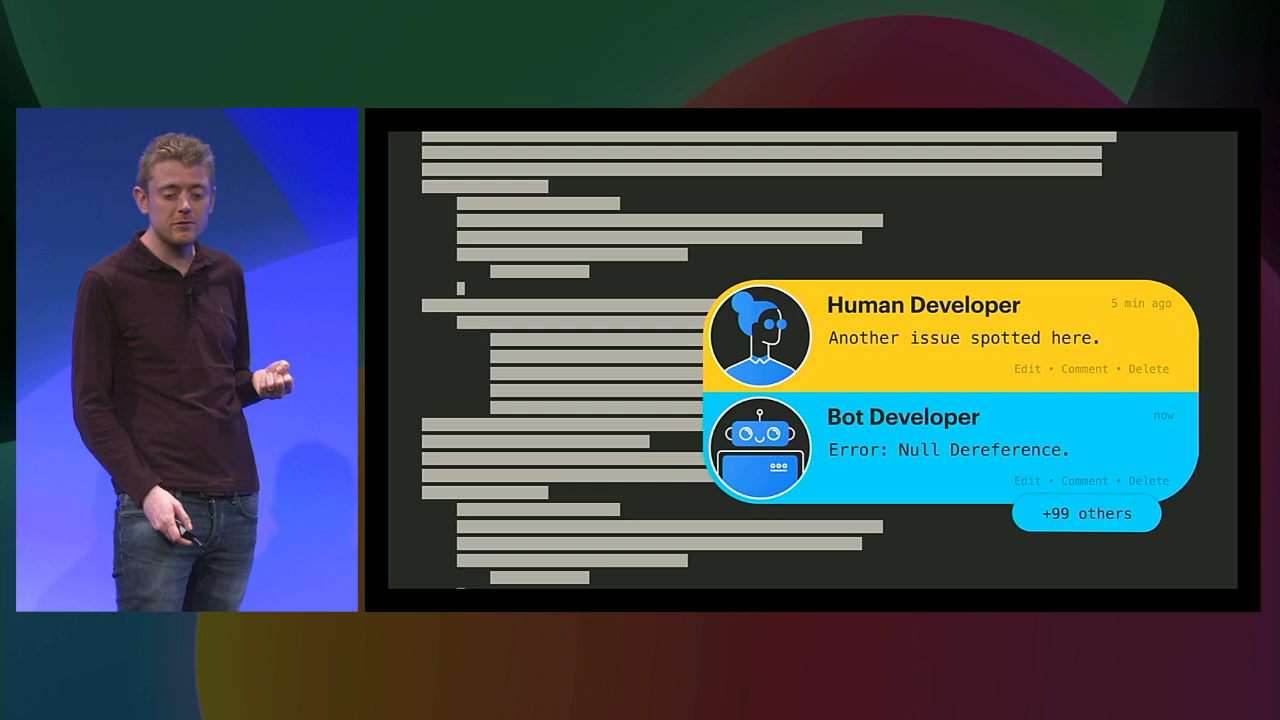 Human Developer
5 min ago
Another issue spotted here.
Edit • Comment • Delete
Bot Developer
now
Error: Null Dereference.
Edit • Comment • Delete
+99 others